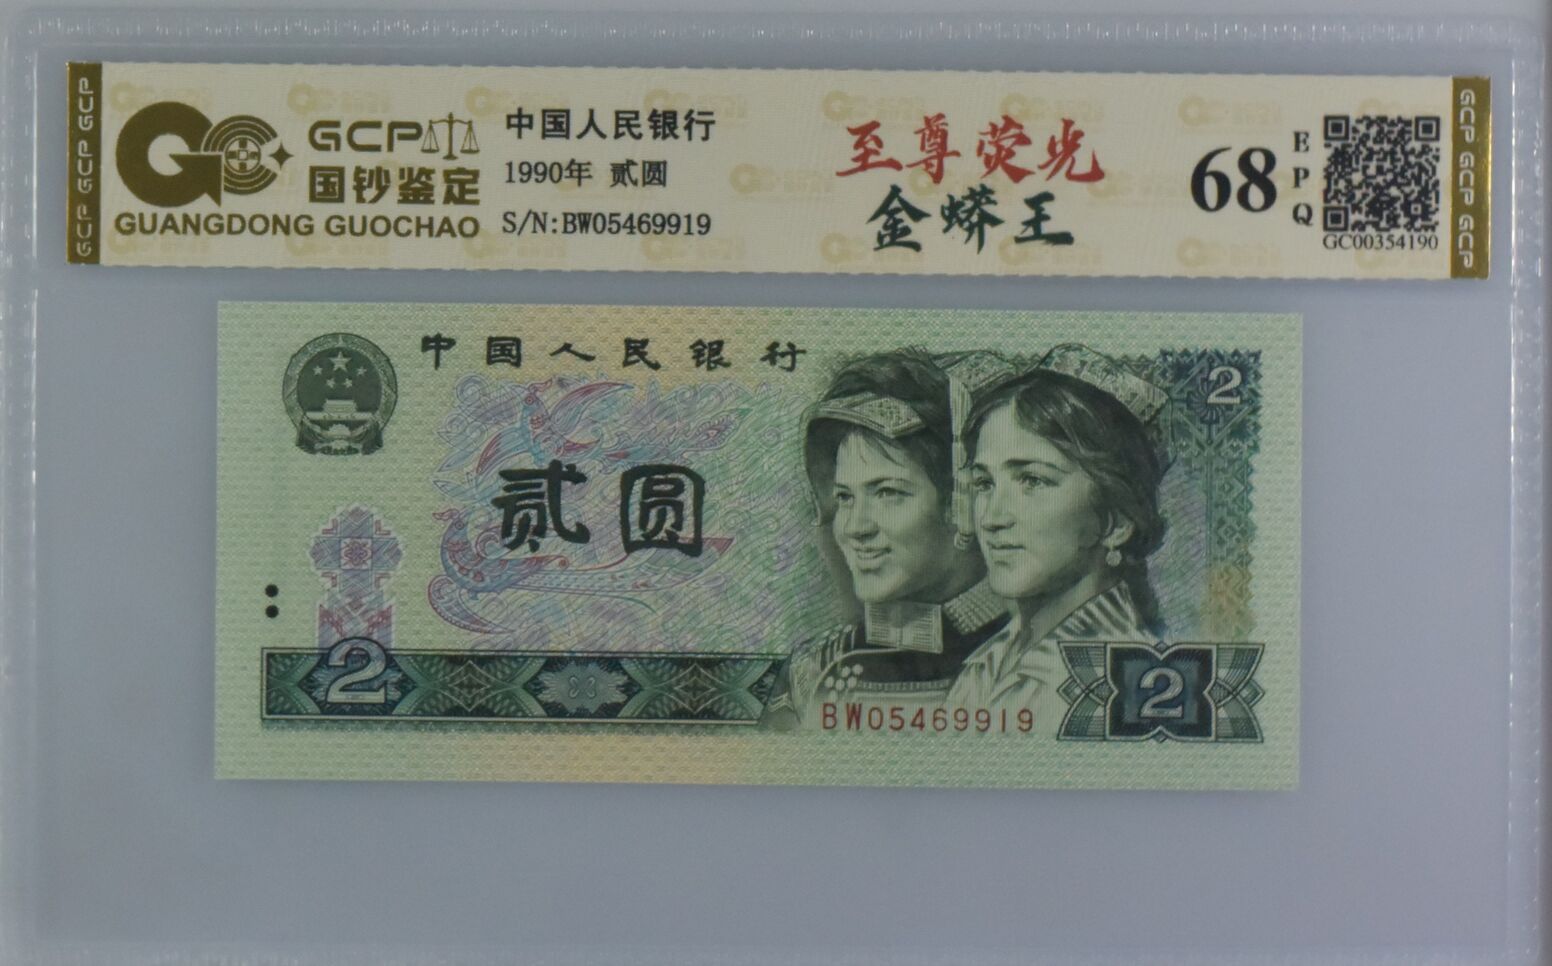 GCP GCP GCP
GCP
国钞鉴定
GUANGDONG GUOCHAO
中国人民银行
1990年 贰圆
S/N:BW05469919
至尊荧光
金蟒王
68
EPQ
GC00354190
GCP GCP GCP
中国人民银行
2
贰圆
2
2
BW05469919